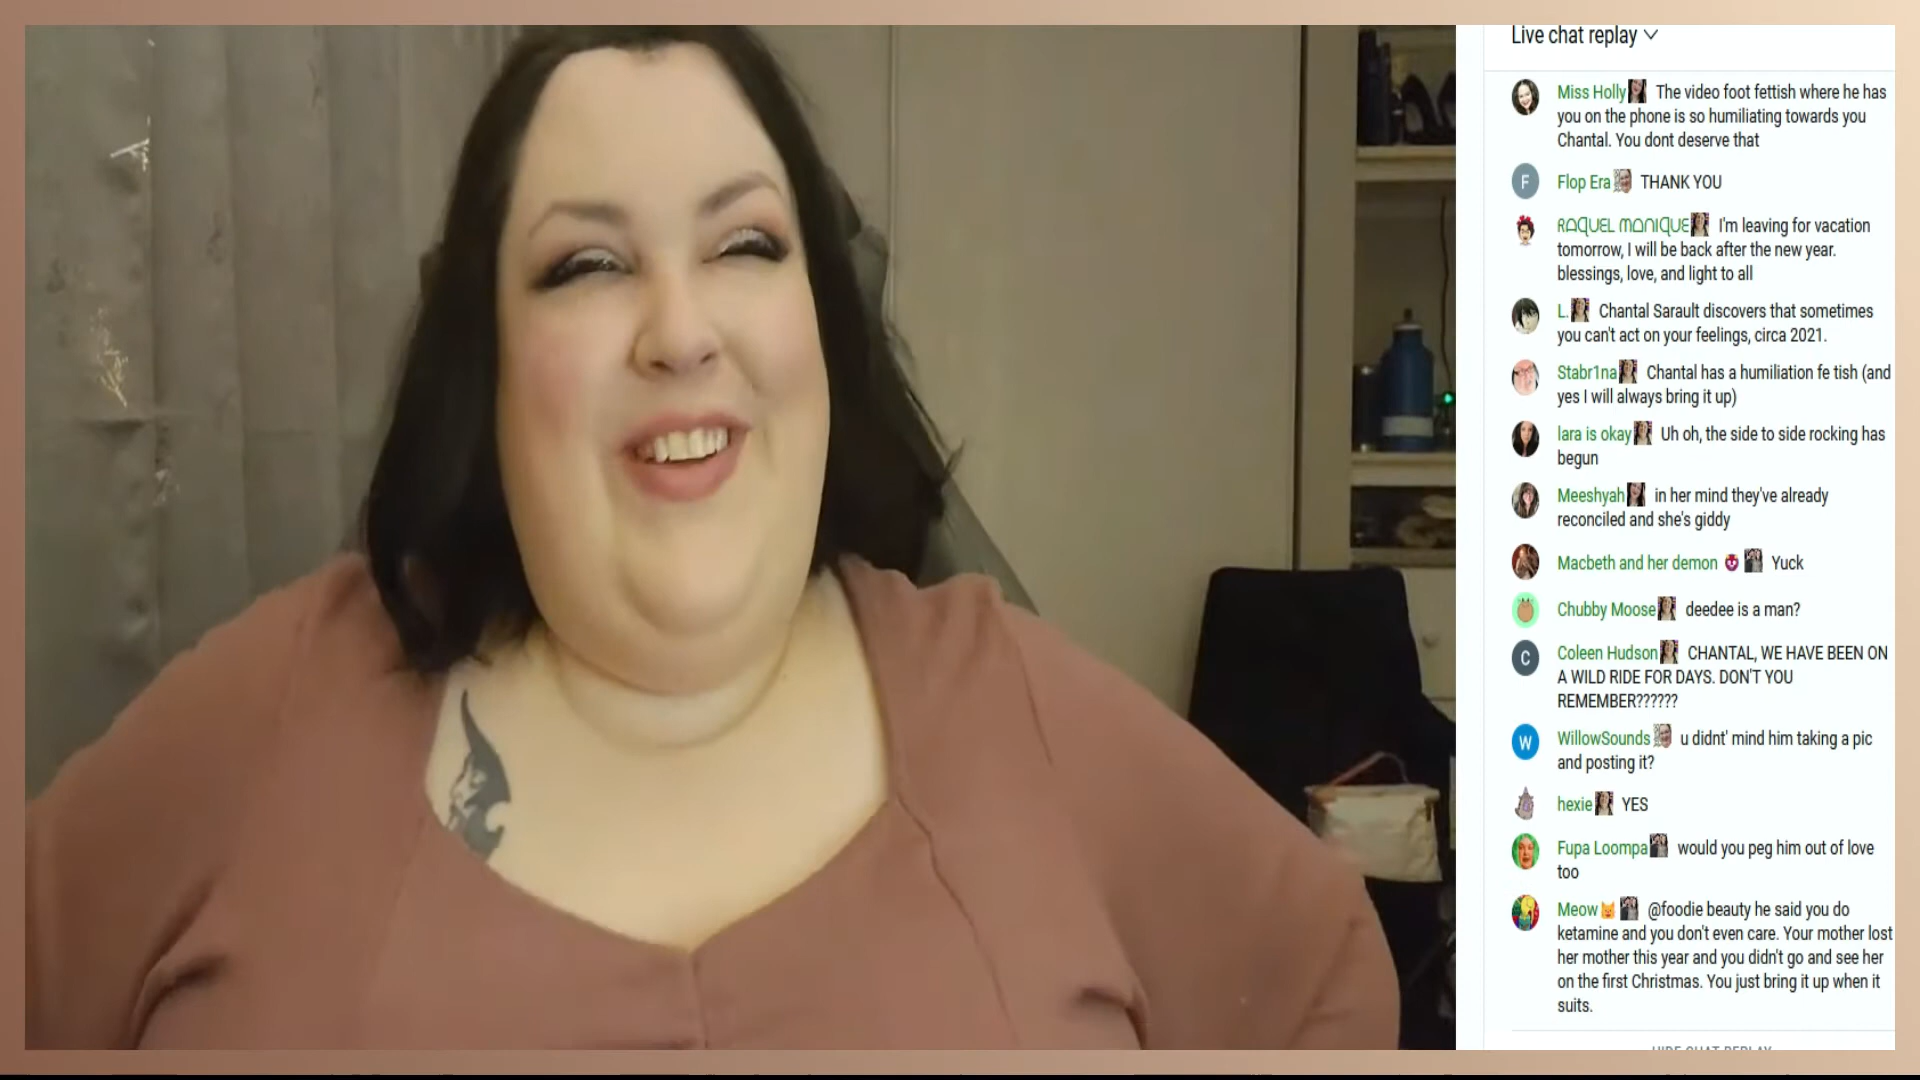 Live chat replay
Miss Holly The video foot fettish where he has
you on the phone is so humiliating towards you
Chantal. You dont deserve that
F
Flop Era THANK YOU
RAQUEL MANIQUE I'm leaving for vacation
tomorrow, I will be back after the new year.
blessings, love, and light to all
L. Chantal Sarault discovers that sometimes
you can't act on your feelings, circa 2021.
Stabr1na Chantal has a humiliation fe tish (and
yes I will always bring it up)
lara is okay Uh oh, the side to side rocking has
begun
Meeshyah in her mind they've already
reconciled and she's giddy
Macbeth and her demon Yuck
Chubby Moose deedee is a man?
C
Coleen Hudson CHANTAL, WE HAVE BEEN ON
A WILD RIDE FOR DAYS. DON'T YOU
REMEMBER??????
W
WillowSounds u didnt' mind him taking a pic
and posting it?
hexie YES
Fupa Loompa would you peg him out of love
too
Meow @foodie beauty he said you do
ketamine and you don't even care. Your mother lost
her mother this year and you didn't go and see her
on the first Christmas. You just bring it up when it
suits.
HIDE CHAT REPLAY